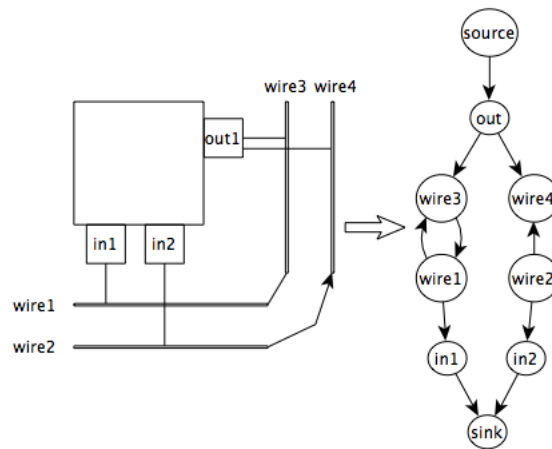 source
wire3 wire4
out1
out
wire3
wire4
in1
in2
wire1
wire2
wire1
wire2
in1
in2
sink